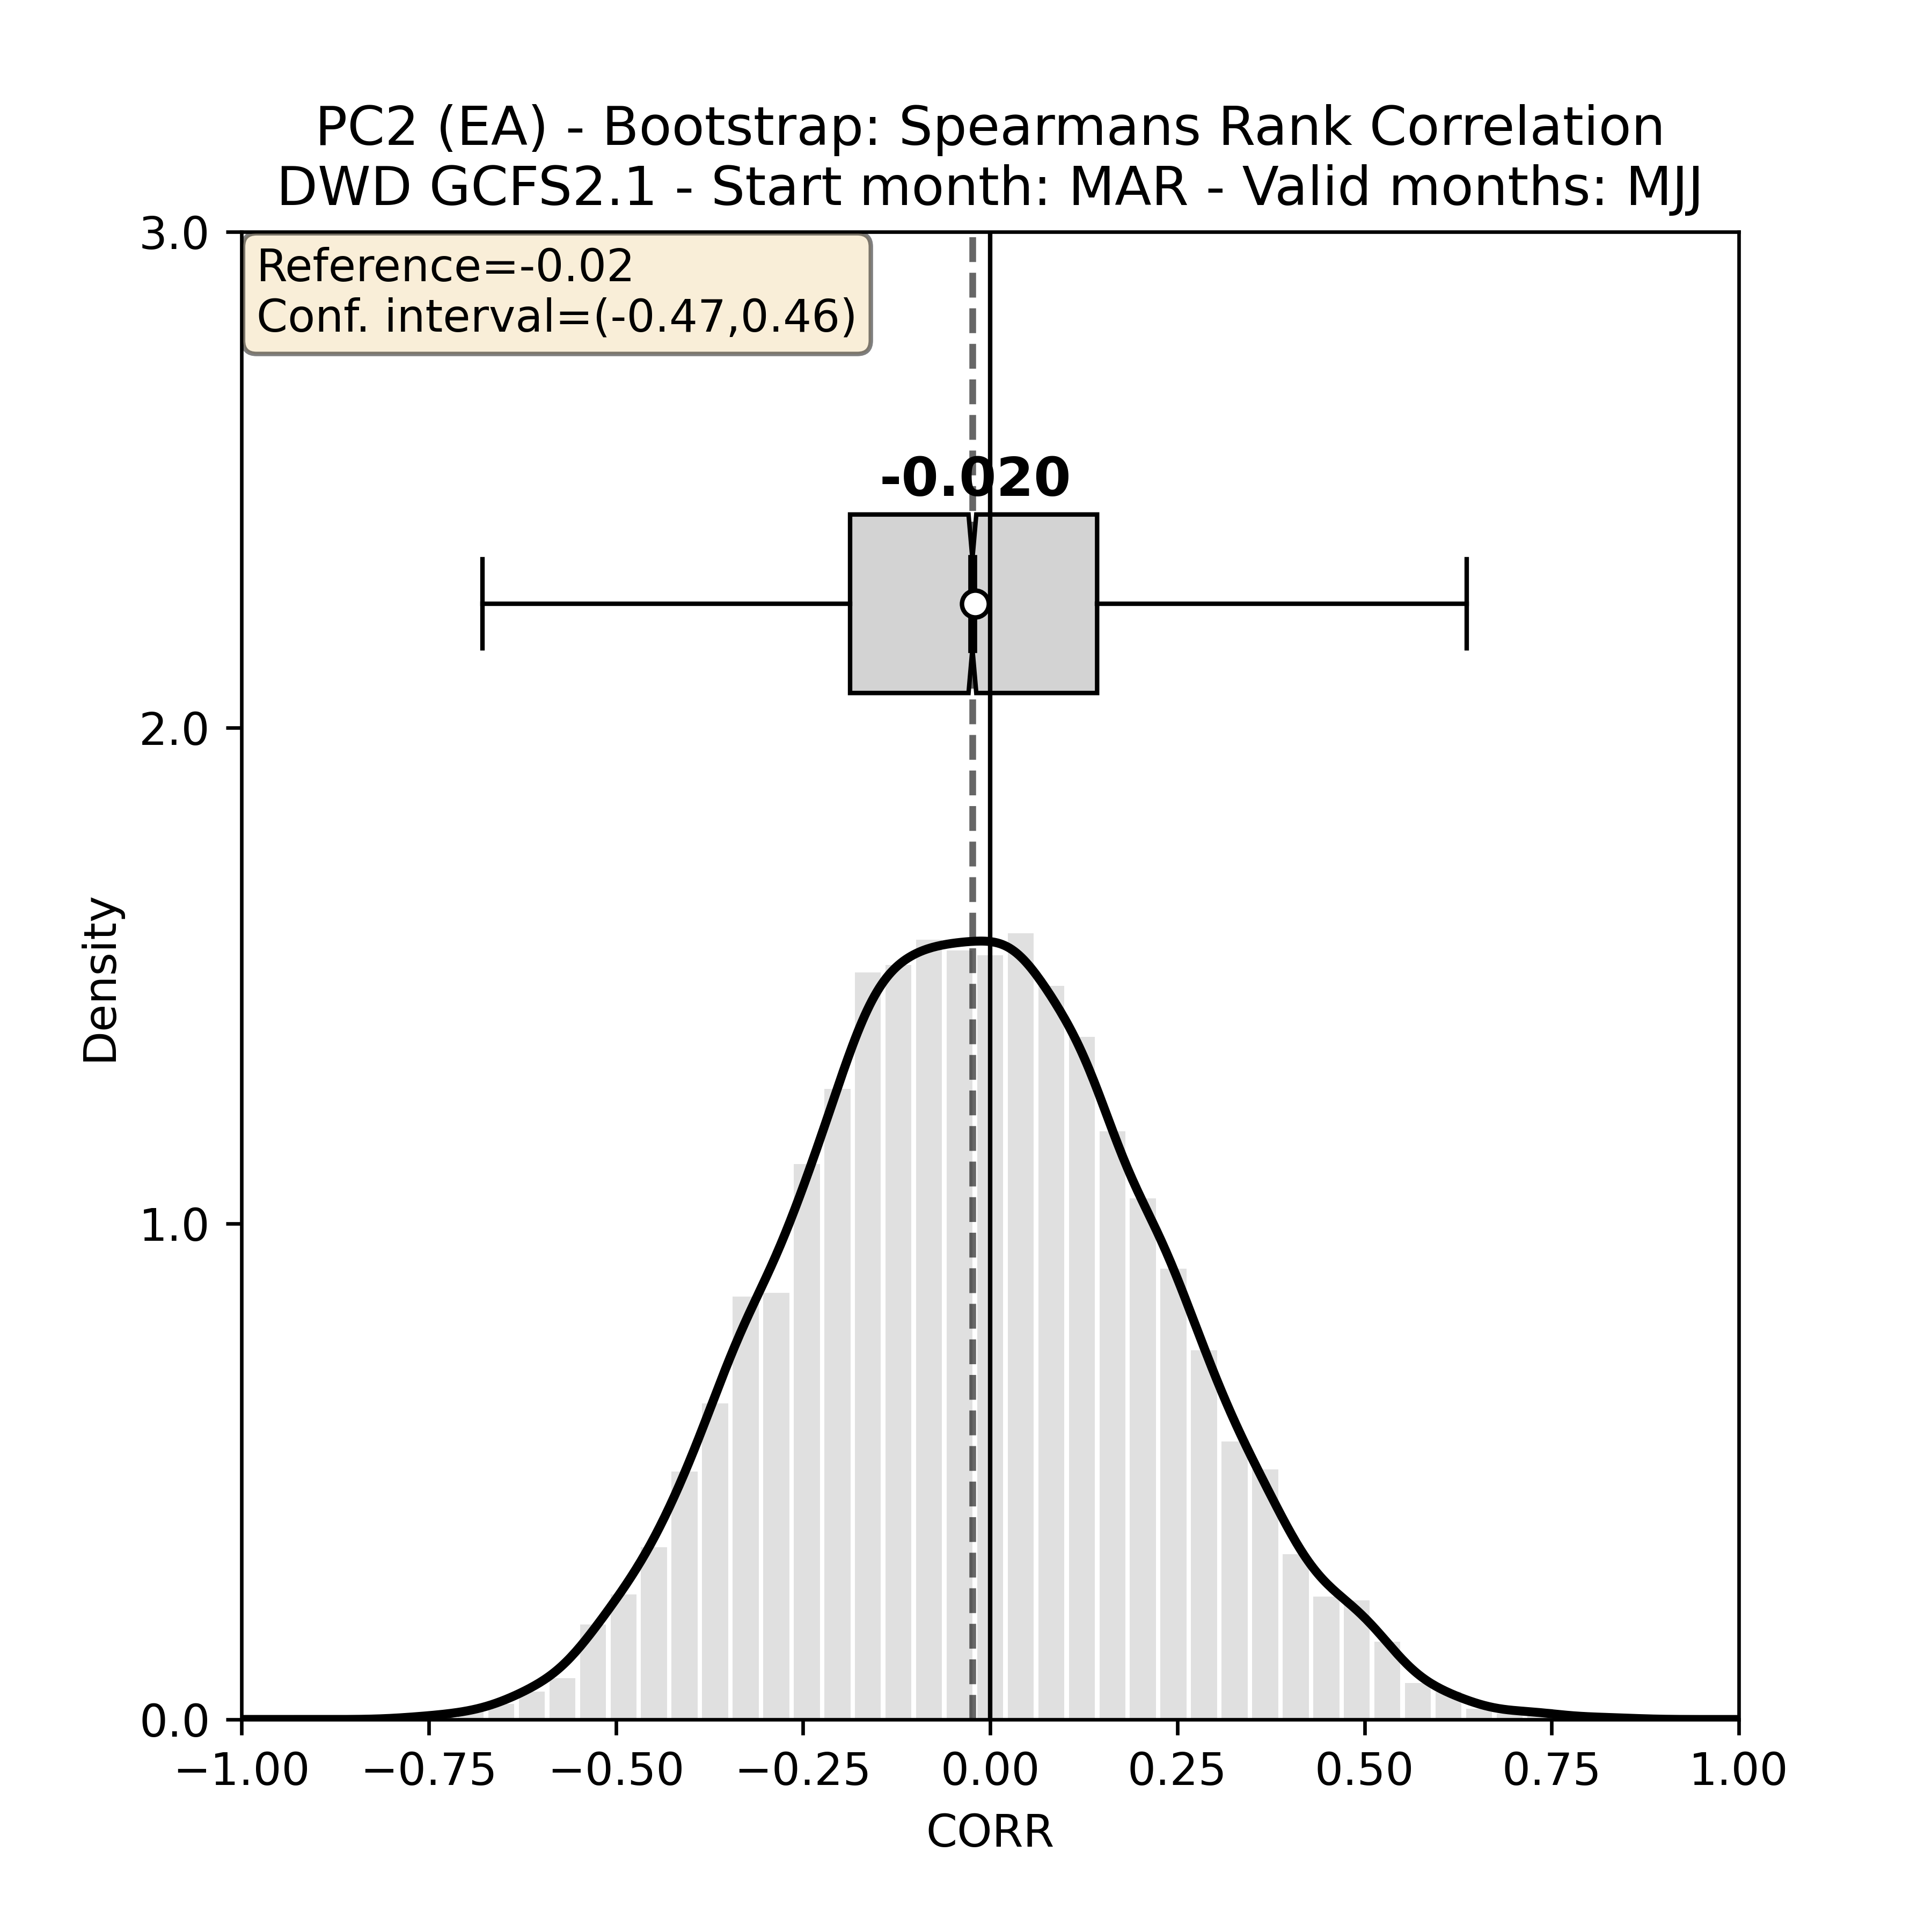 PC2 (EA) - Bootstrap: Spearmans Rank Correlation
DWD GCFS2.1 - Start month: MAR - Valid months: MJJ
3.0
Reference=-0.02
Conf. interval=(-0.47,0.46)
-0.020
2.0
Density
1.0
0.0
−1.00 −0.75 −0.50 −0.25 0.00 0.25 0.50 0.75 1.00
CORR